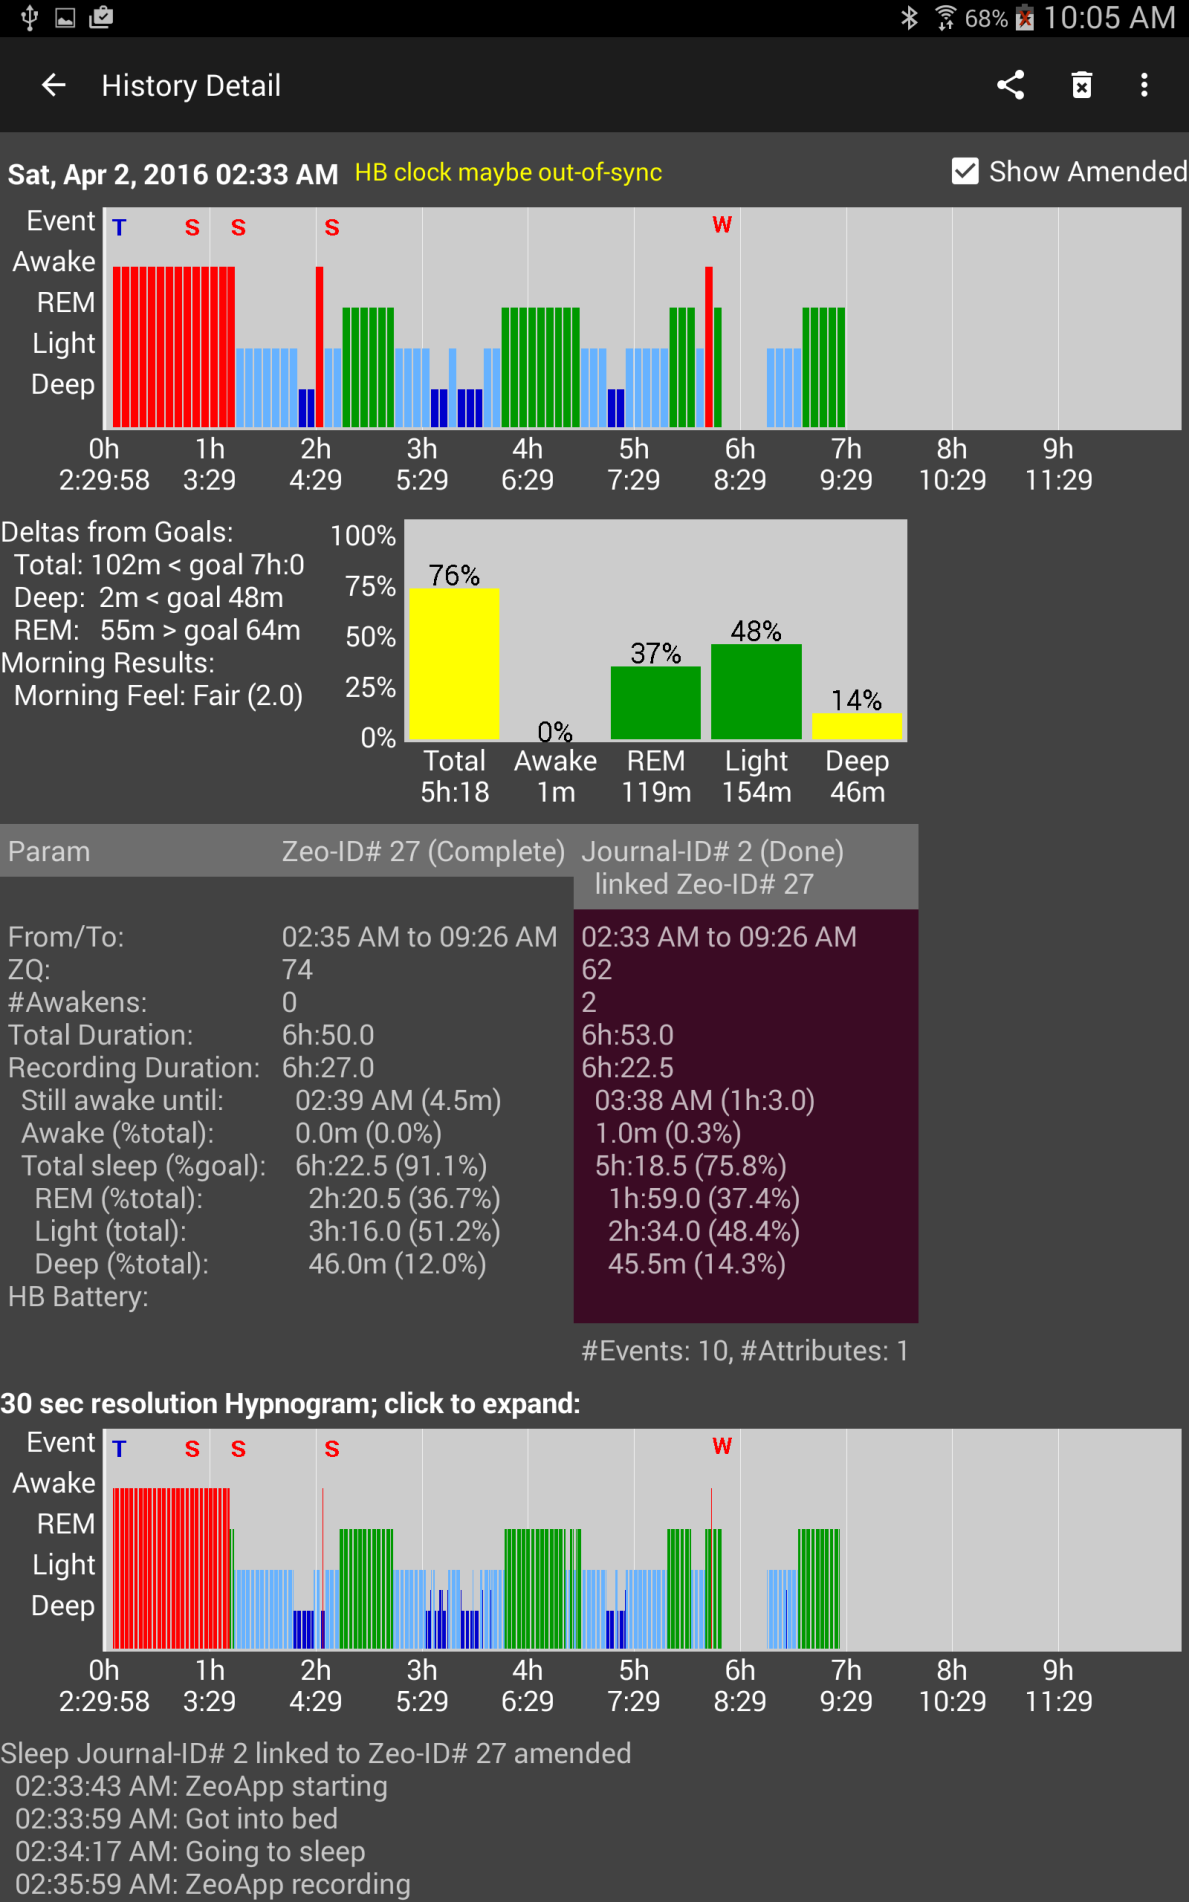 68% 10:05 AM
History Detail
Sat, Apr 2, 2016 02:33 AM HB clock maybe out-of-sync Show Amended
Event T S S S W
Awake
REM
Light
Deep
0h 1h 2h 3h 4h 5h 6h 7h 8h 9h
2:29:58 3:29 4:29 5:29 6:29 7:29 8:29 9:29 10:29 11:29
Deltas from Goals:
Total: 102m < goal 7h:0
Deep: 2m < goal 48m
REM: 55m > goal 64m
Morning Results:
Morning Feel: Fair (2.0)
100%
75%
50%
25%
0%
76% 0% 37% 48% 14%
Total Awake REM Light Deep
5h:18 1m 119m 154m 46m
Param Zeo-ID# 27 (Complete) Journal-ID# 2 (Done)
linked Zeo-ID# 27
From/To: 02:35 AM to 09:26 AM 02:33 AM to 09:26 AM
ZQ: 74 62
#Awakens: 0 2
Total Duration: 6h:50.0 6h:53.0
Recording Duration: 6h:27.0 6h:22.5
Still awake until: 02:39 AM (4.5m) 03:38 AM (1h:3.0)
Awake (%total): 0.0m (0.0%) 1.0m (0.3%)
Total sleep (%goal): 6h:22.5 (91.1%) 5h:18.5 (75.8%)
REM (%total): 2h:20.5 (36.7%) 1h:59.0 (37.4%)
Light (total): 3h:16.0 (51.2%) 2h:34.0 (48.4%)
Deep (%total): 46.0m (12.0%) 45.5m (14.3%)
HB Battery:
#Events: 10, #Attributes: 1
30 sec resolution Hypnogram; click to expand:
Event T S S S W
Awake
REM
Light
Deep
0h 1h 2h 3h 4h 5h 6h 7h 8h 9h
2:29:58 3:29 4:29 5:29 6:29 7:29 8:29 9:29 10:29 11:29
Sleep Journal-ID# 2 linked to Zeo-ID# 27 amended
02:33:43 AM: ZeoApp starting
02:33:59 AM: Got into bed
02:34:17 AM: Going to sleep
02:35:59 AM: ZeoApp recording